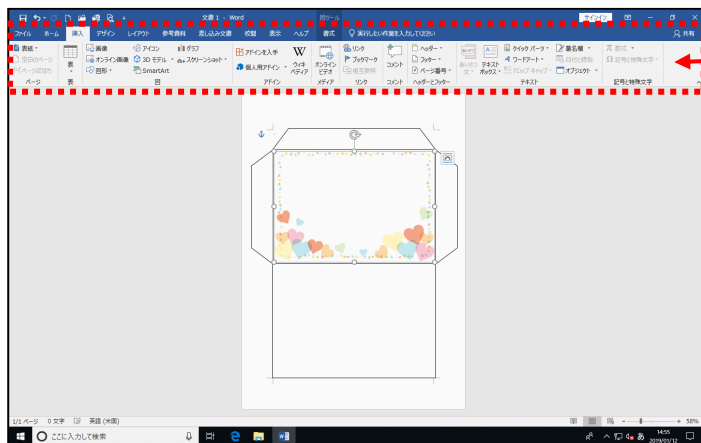 文書 1 - Word
図ツール
サインイン
ファイル ホーム 挿入 デザイン レイアウト 参考資料 差し込み文書 校閲 表示 ヘルプ 書式 実行したい作業を入力してください 共有
表紙 画像 アイコン グラフ アドインを入手 リンク ヘッダー クイック パーツ 署名欄 数式
空白のページ オンライン画像 3D モデル スクリーンショット ブックマーク フッター ワードアート 日付と時刻 記号と特殊文字
ページ区切り 表 図形 SmartArt 個人用アドイン ウィキペディア オンラインビデオ 相互参照 コメント ページ番号 あいさつ文 テキストボックス ドロップ キャップ オブジェクト
ページ 表 図 アドイン メディア リンク コメント ヘッダーとフッター テキスト 記号と特殊文字
1/1 ページ 0 文字 英語 (米国) 58%
ここに入力して検索 あ 14:55
2019/01/12